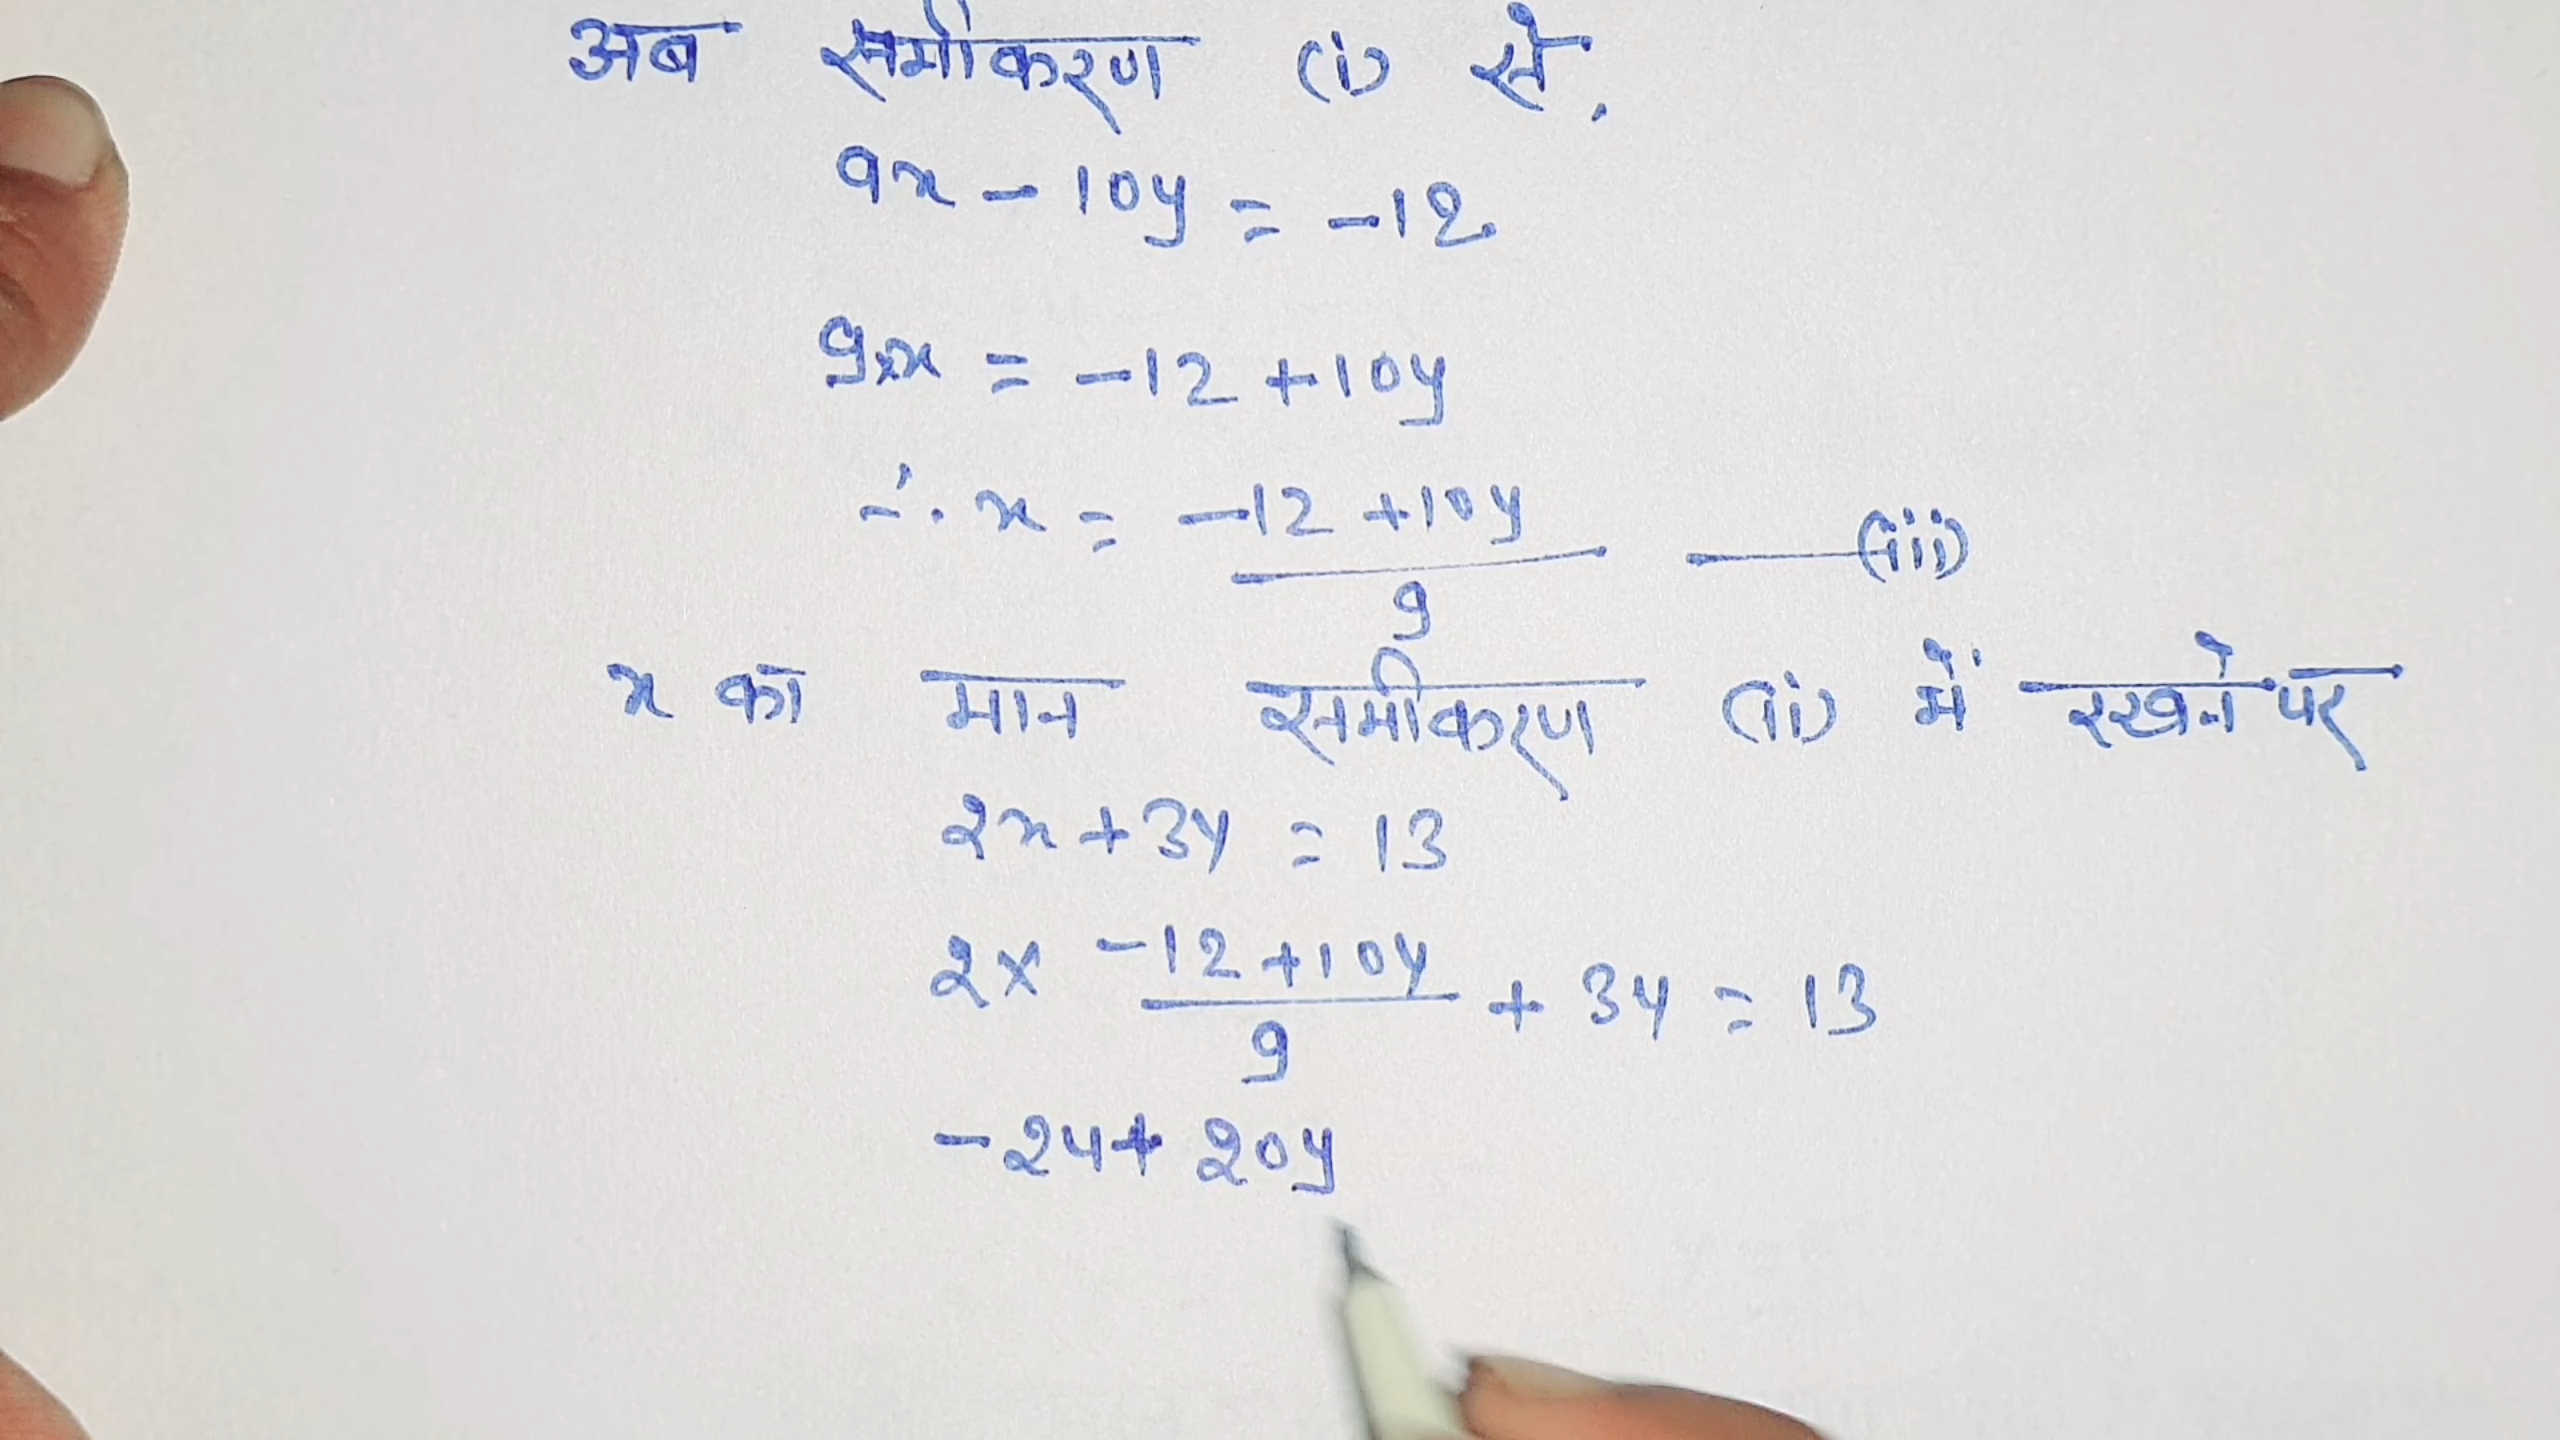 अब समीकरण (i) से,
9x - 10y = -12
9x = -12 + 10y
∴ x = -12 + 10y / 9 —— (iii)
x का मान समीकरण (ii) में रखने पर
2x + 3y = 13
2 × -12 + 10y / 9 + 3y = 13
-24 + 20y